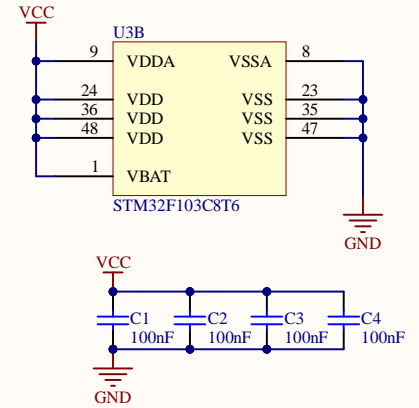 VCC
U3B
9 VDDA VSSA 8
24 VDD VSS 23
36 VDD VSS 35
48 VDD VSS 47
1 VBAT
STM32F103C8T6
GND
VCC
C1 C2 C3 C4
100nF 100nF 100nF 100nF
GND